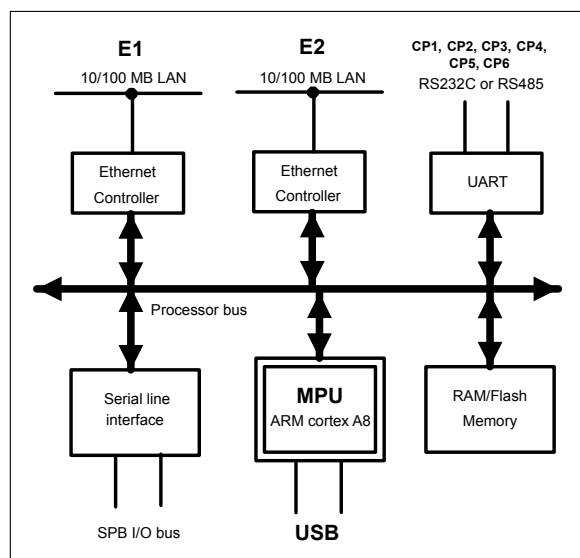 E1
10/100 MB LAN
E2
10/100 MB LAN
CP1, CP2, CP3, CP4,
CP5, CP6
RS232C or RS485
Ethernet
Controller
Ethernet
Controller
UART
Processor bus
Serial line
interface
MPU
ARM cortex A8
RAM/Flash
Memory
SPB I/O bus
USB